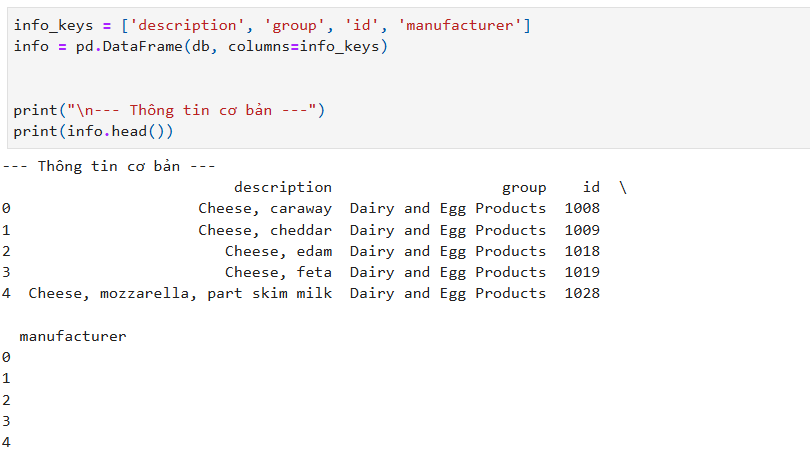 info_keys = ['description', 'group', 'id', 'manufacturer']
info = pd.DataFrame(db, columns=info_keys)
print("\n--- Thông tin cơ bản ---")
print(info.head())
--- Thông tin cơ bản ---
description group id \
0 Cheese, caraway Dairy and Egg Products 1008
1 Cheese, cheddar Dairy and Egg Products 1009
2 Cheese, edam Dairy and Egg Products 1018
3 Cheese, feta Dairy and Egg Products 1019
4 Cheese, mozzarella, part skim milk Dairy and Egg Products 1028
manufacturer
0
1
2
3
4